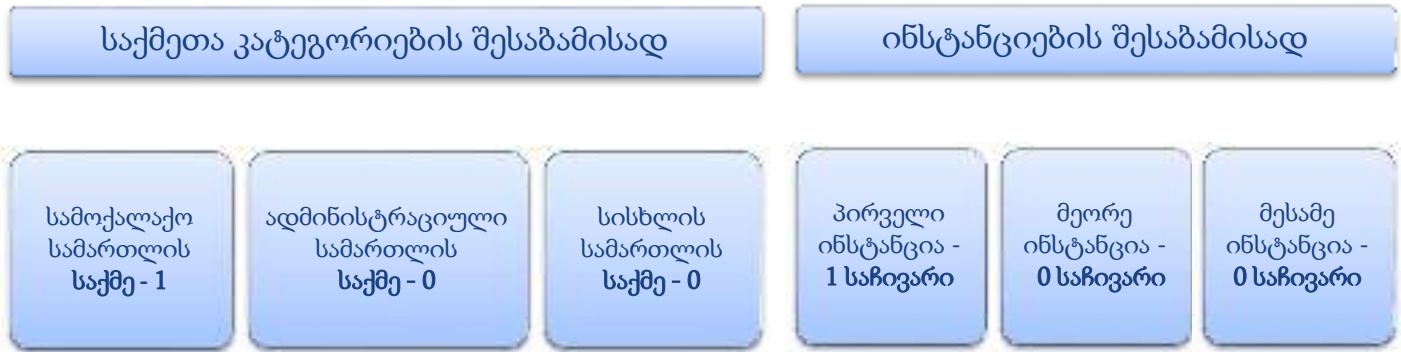 საქმეთა კატეგორიების შესაბამისად
სამოქალაქო
სამართლის
საქმე - 1
ადმინისტრაციული
სამართლის
საქმე - 0
სისხლის
სამართლის
საქმე - 0
ინსტანციების შესაბამისად
პირველი
ინსტანცია -
1 საჩივარი
მეორე
ინსტანცია -
0 საჩივარი
მესამე
ინსტანცია -
0 საჩივარი